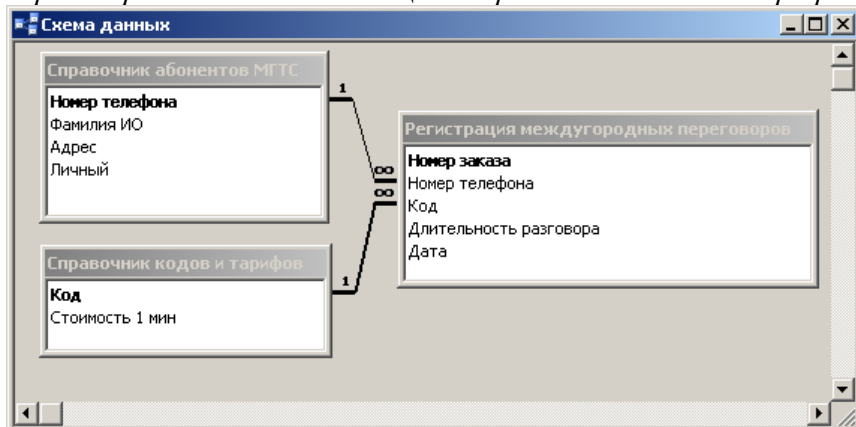 Схема данных
Справочник абонентов МГТС
Номер телефона
Фамилия ИО
Адрес
Личный
1
∞
∞
1
Регистрация междугородных переговоров
Номер заказа
Номер телефона
Код
Длительность разговора
Дата
Справочник кодов и тарифов
Код
Стоимость 1 мин